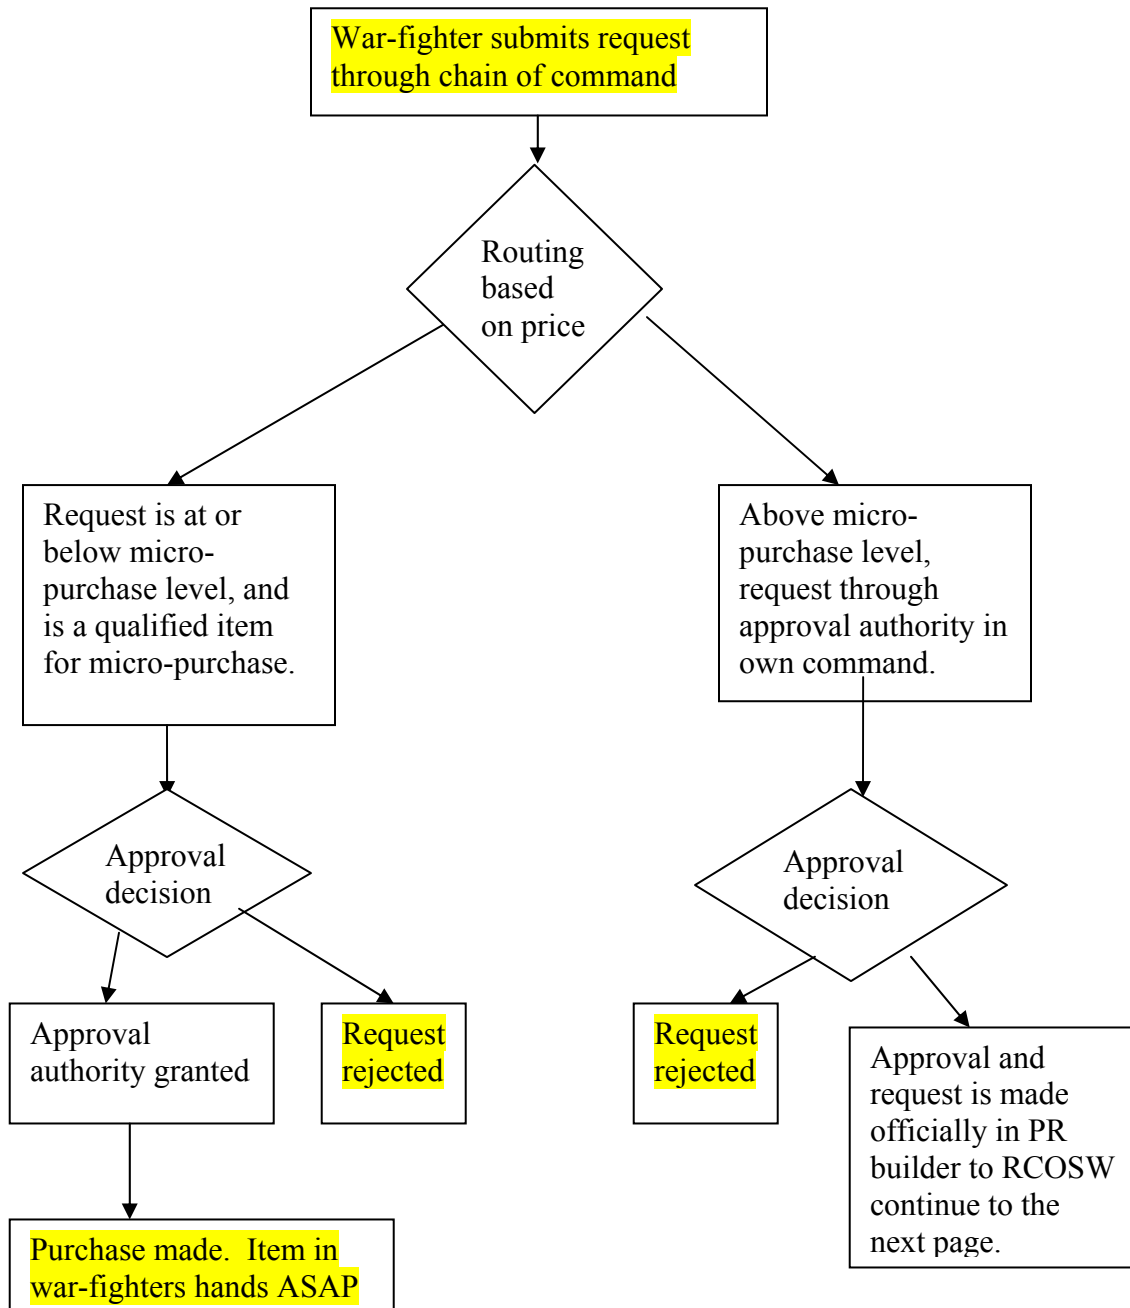 War-fighter submits request
through chain of command
Routing
based
on price
Request is at or
below micro-
purchase level, and
is a qualified item
for micro-purchase.
Above micro-
purchase level,
request through
approval authority in
own command.
Approval
decision
Approval
decision
Approval
authority granted
Request
rejected
Request
rejected
Approval and
request is made
officially in PR
builder to RCOSW
continue to the
next page.
Purchase made.  Item in
war-fighters hands ASAP